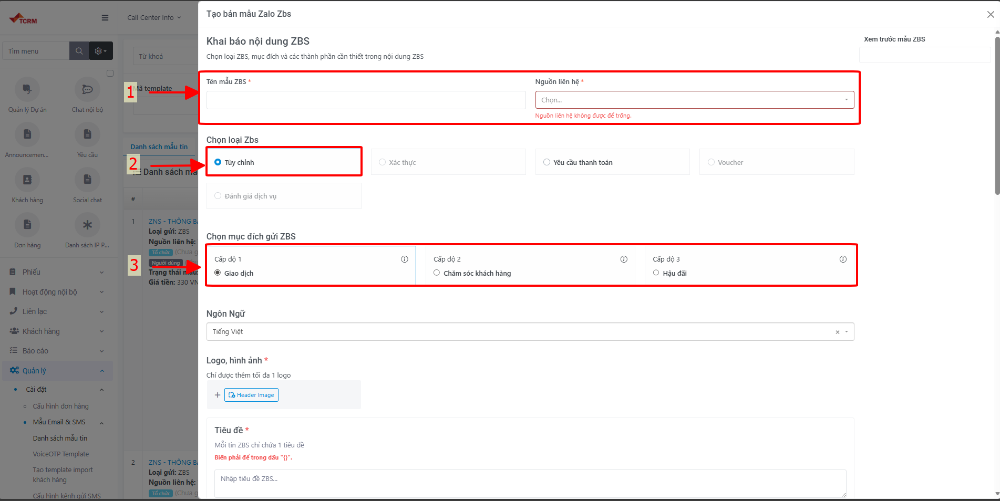 TCRM
Call Center Info
Tìm menu
Từ khoá
Mã template
Quản lý Dự án
Chat nội bộ
Announcemen...
Yêu cầu
Danh sách mẫu tin
Danh sách mẫ
Khách hàng
Social chat
#
Đơn hàng
Danh sách IP P...
1
ZNS - THÔNG BÁ
Loại gửi: ZBS
Nguồn liên hệ:
Tổ chức (Chưa g
Người dùng
Trạng thái mẫu:
Giá tiền: 330 VN
Phiếu
Hoạt động nội bộ
Liên lạc
Khách hàng
Báo cáo
Quản lý
Cài đặt
Cấu hình đơn hàng
Mẫu Email & SMS
Danh sách mẫu tin
VoiceOTP Template
Tạo template import
khách hàng
Cấu hình kênh gửi SMS
2
ZNS - THÔNG BÁ
Loại gửi: ZBS
Nguồn liên hệ:
Tổ chức (Chưa g
Tạo bản mẫu Zalo Zbs
Khai báo nội dung ZBS
Chọn loại ZBS, mục đích và các thành phần cần thiết trong nội dung ZBS
Xem trước mẫu ZBS
1
Tên mẫu ZBS *
Nguồn liên hệ *
Chọn...
Nguồn liên hệ không được để trống.
Chọn loại Zbs
2
Tùy chỉnh
Xác thực
Yêu cầu thanh toán
Voucher
Đánh giá dịch vụ
Chọn mục đích gửi ZBS
3
Cấp độ 1
Giao dịch
Cấp độ 2
Chăm sóc khách hàng
Cấp độ 3
Hậu đãi
Ngôn Ngữ
Tiếng Việt
Logo, hình ảnh *
Chỉ được thêm tối đa 1 logo
+ Header Image
Tiêu đề *
Mỗi tin ZBS chỉ chứa 1 tiêu đề
Biến phải để trong dấu "{}".
Nhập tiêu đề ZBS...